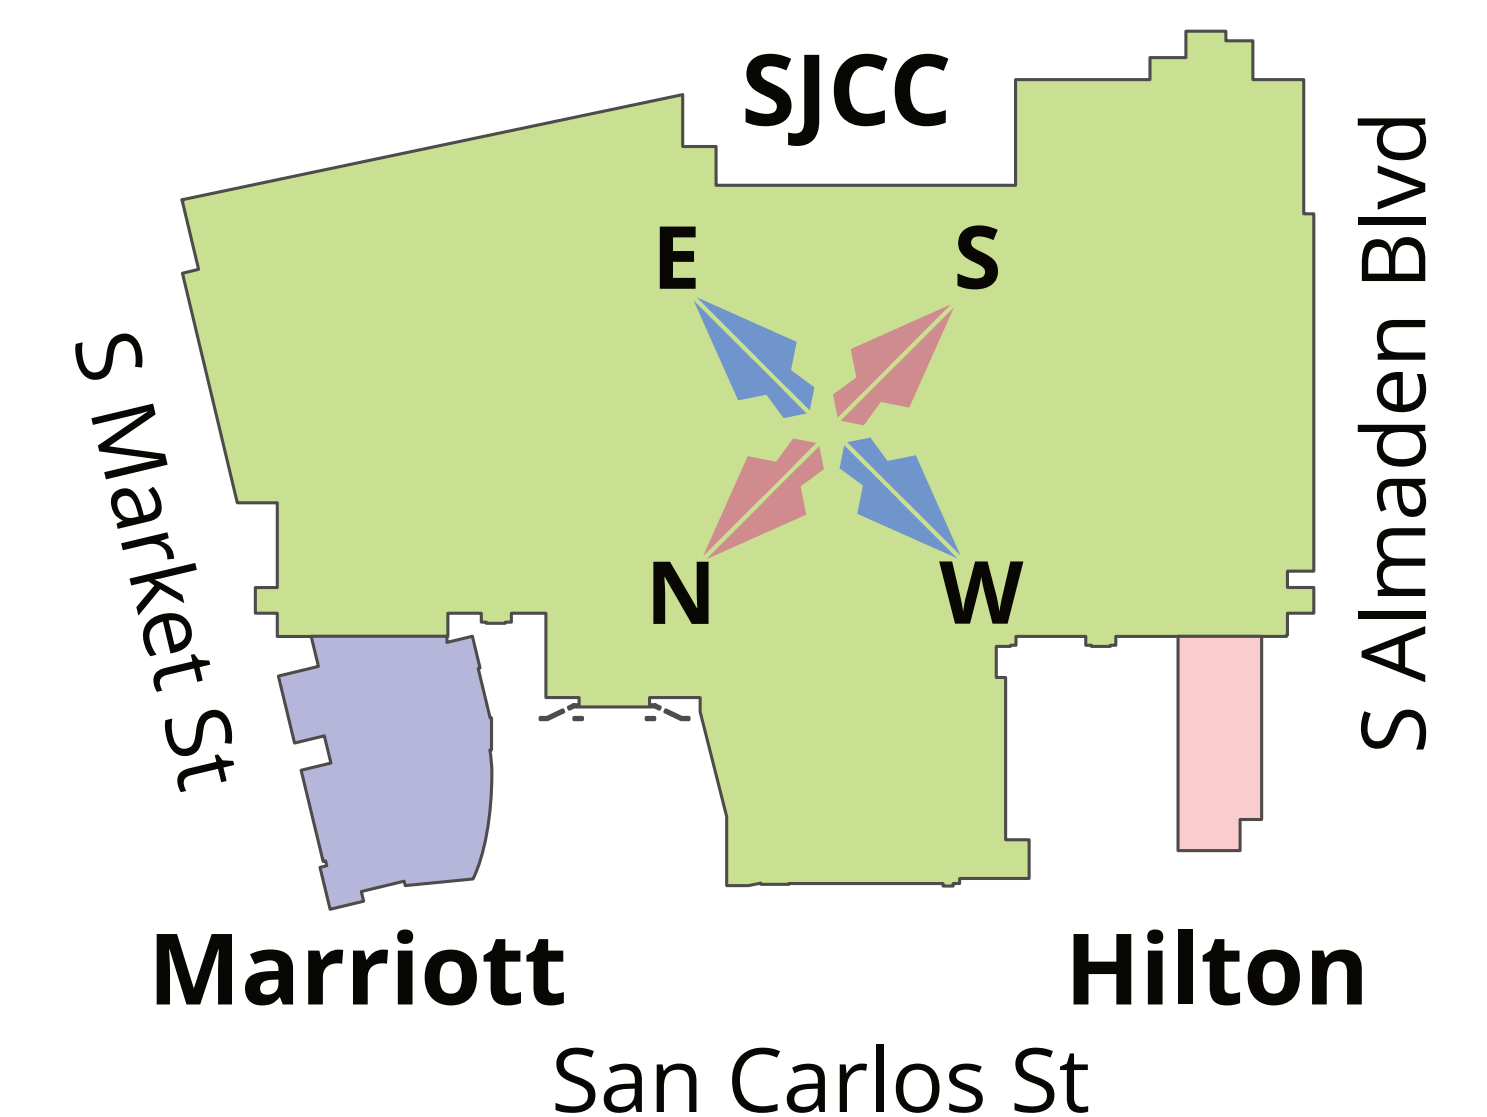 SJCC
E
S
S Market St
S Almaden Blvd
N
W
Marriott
Hilton
San Carlos St